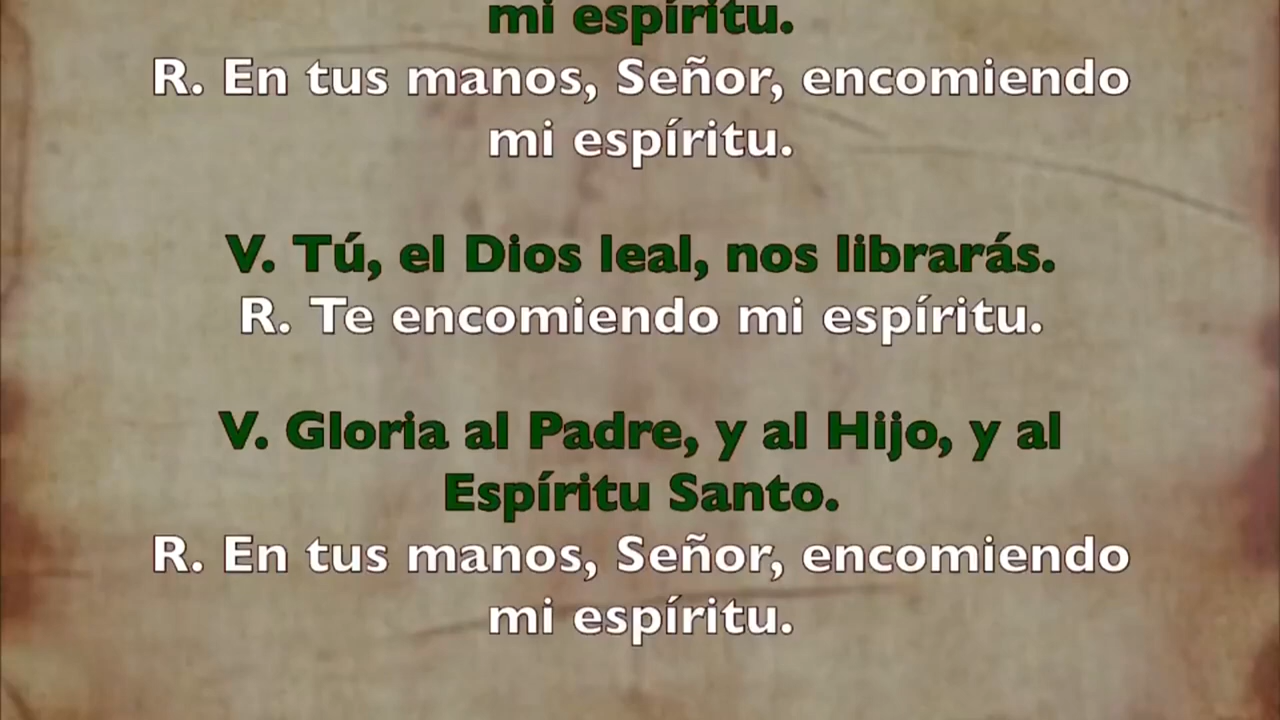 mi espíritu.
R. En tus manos, Señor, encomiendo
mi espíritu.
V. Tú, el Dios leal, nos librarás.
R. Te encomiendo mi espíritu.
V. Gloria al Padre, y al Hijo, y al
Espíritu Santo.
R. En tus manos, Señor, encomiendo
mi espíritu.